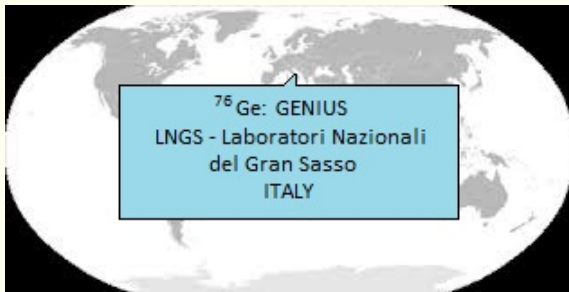 ⁷⁶Ge: GENIUS
LNGS - Laboratori Nazionali
del Gran Sasso
ITALY